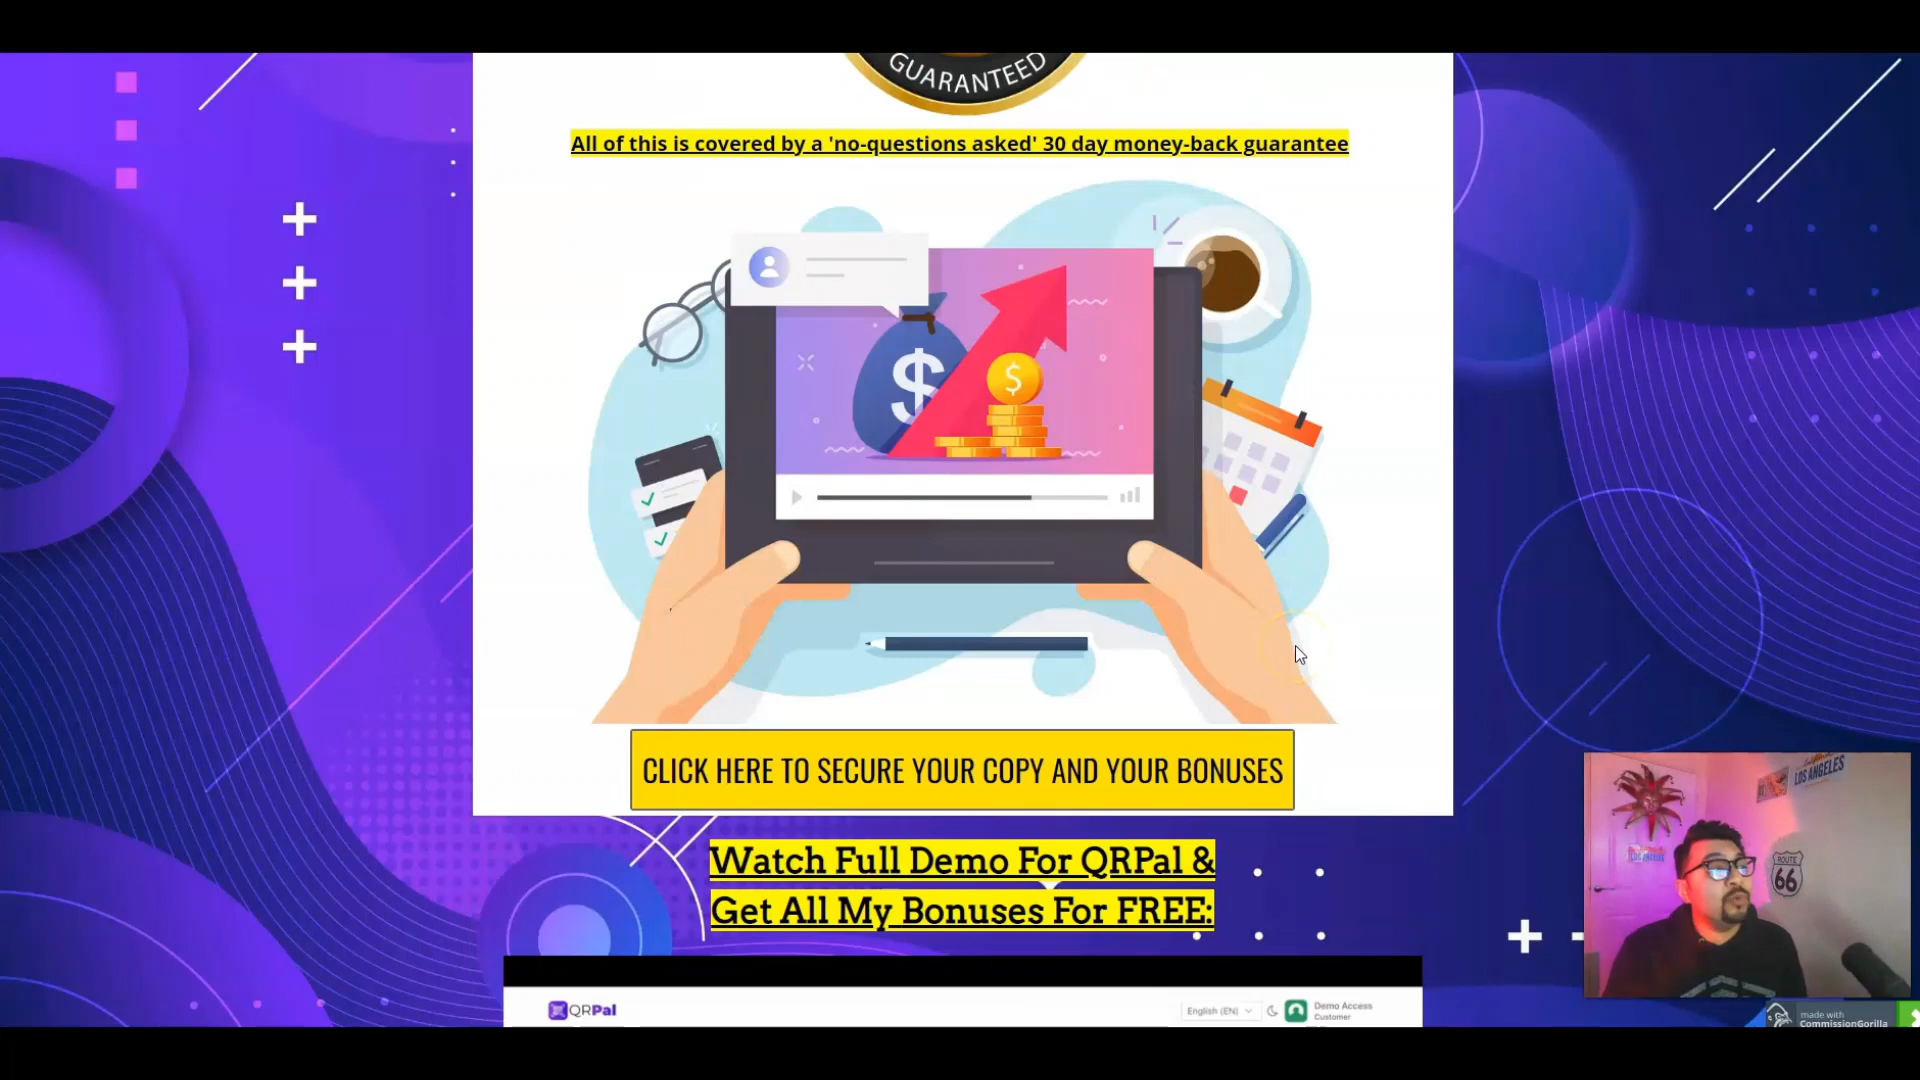 GUARANTEED
All of this is covered by a 'no-questions asked' 30 day money-back guarantee
$
$
CLICK HERE TO SECURE YOUR COPY AND YOUR BONUSES
Watch Full Demo For QRPal &
Get All My Bonuses For FREE:
QRPal
English (EN)
Demo Access
Customer
LOS ANGELES
LOS ANGELES
ROUTE
66
made with
CommissionGorilla